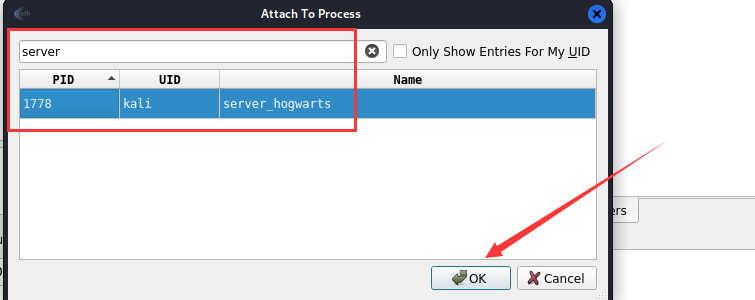 Attach To Process
server
Only Show Entries For My UID
PID UID Name
1778 kali server_hogwarts
ers
OK Cancel